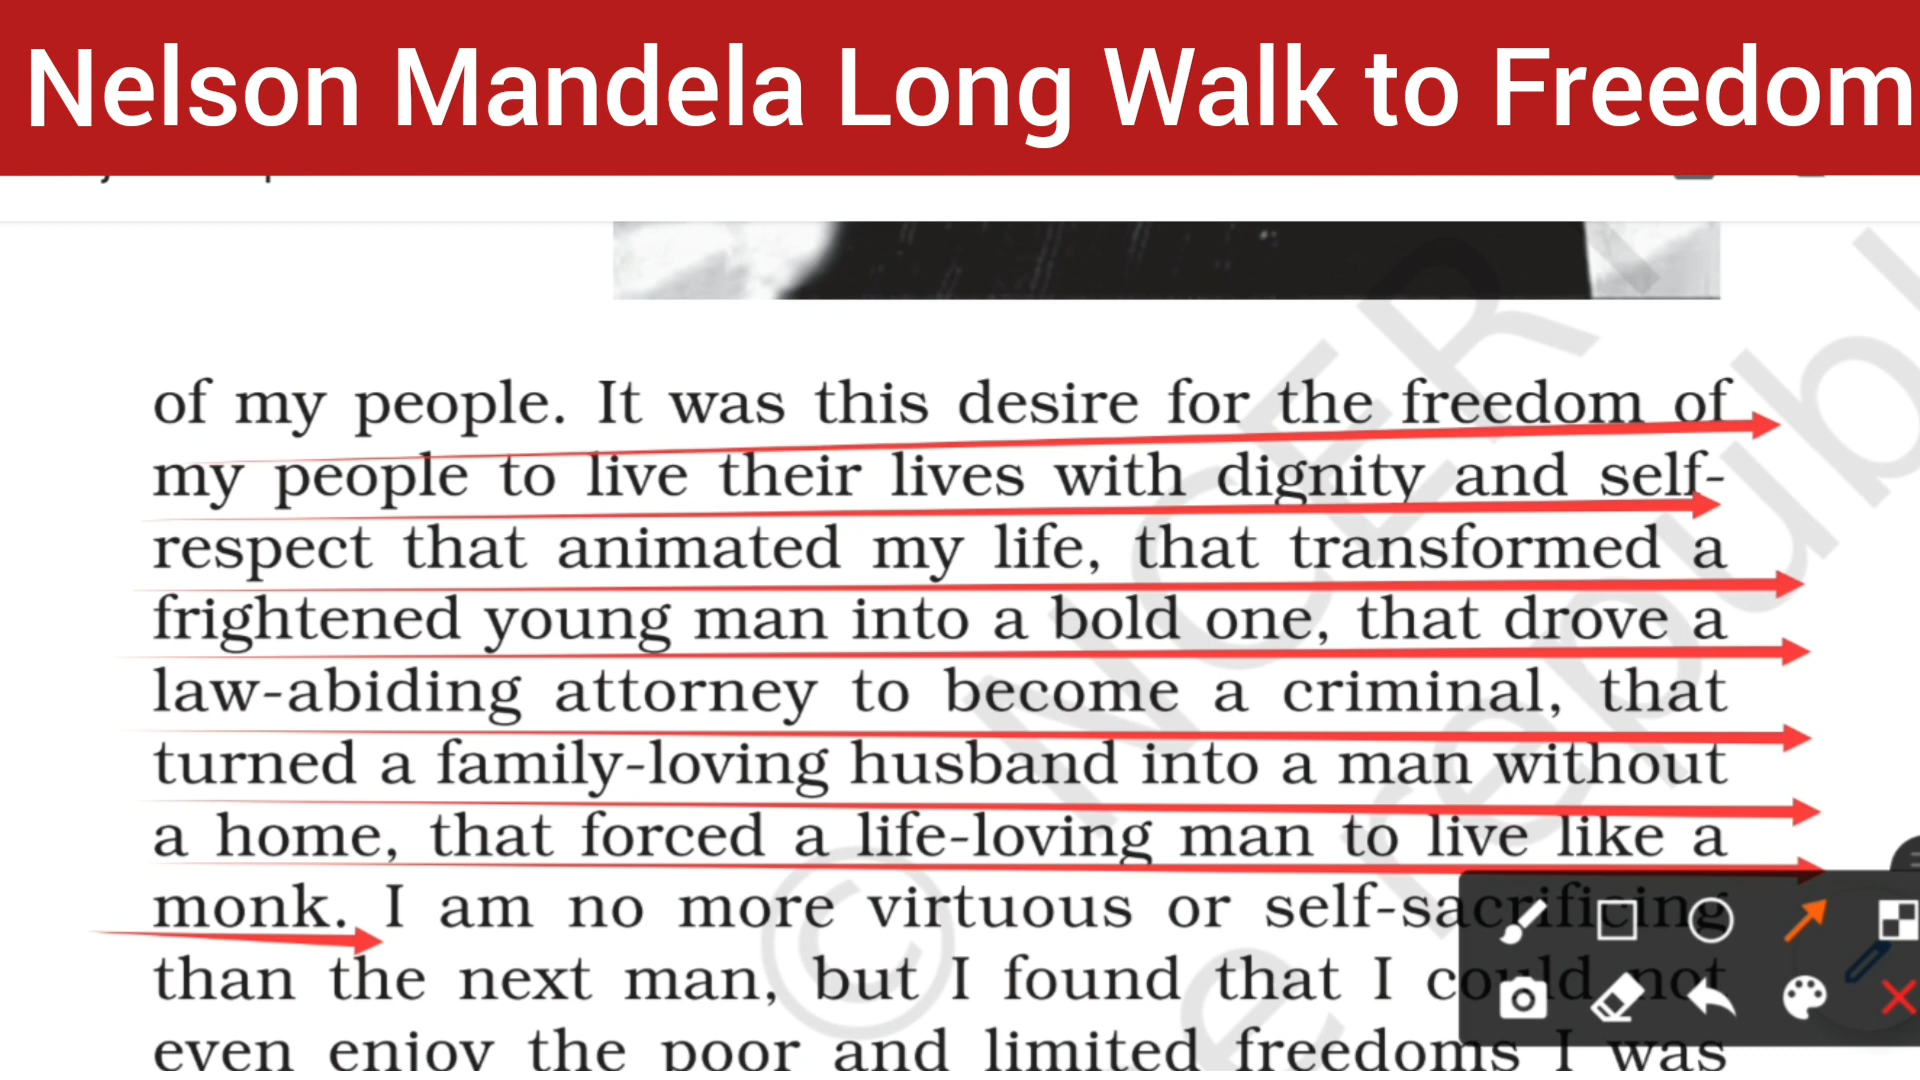 Nelson Mandela Long Walk to Freedom
of my people. It was this desire for the freedom of
my people to live their lives with dignity and self-
respect that animated my life, that transformed a
frightened young man into a bold one, that drove a
law-abiding attorney to become a criminal, that
turned a family-loving husband into a man without
a home, that forced a life-loving man to live like a
monk. I am no more virtuous or self-sacrificing
than the next man, but I found that I could not
even enjoy the poor and limited freedoms I was
© NCERT
republ